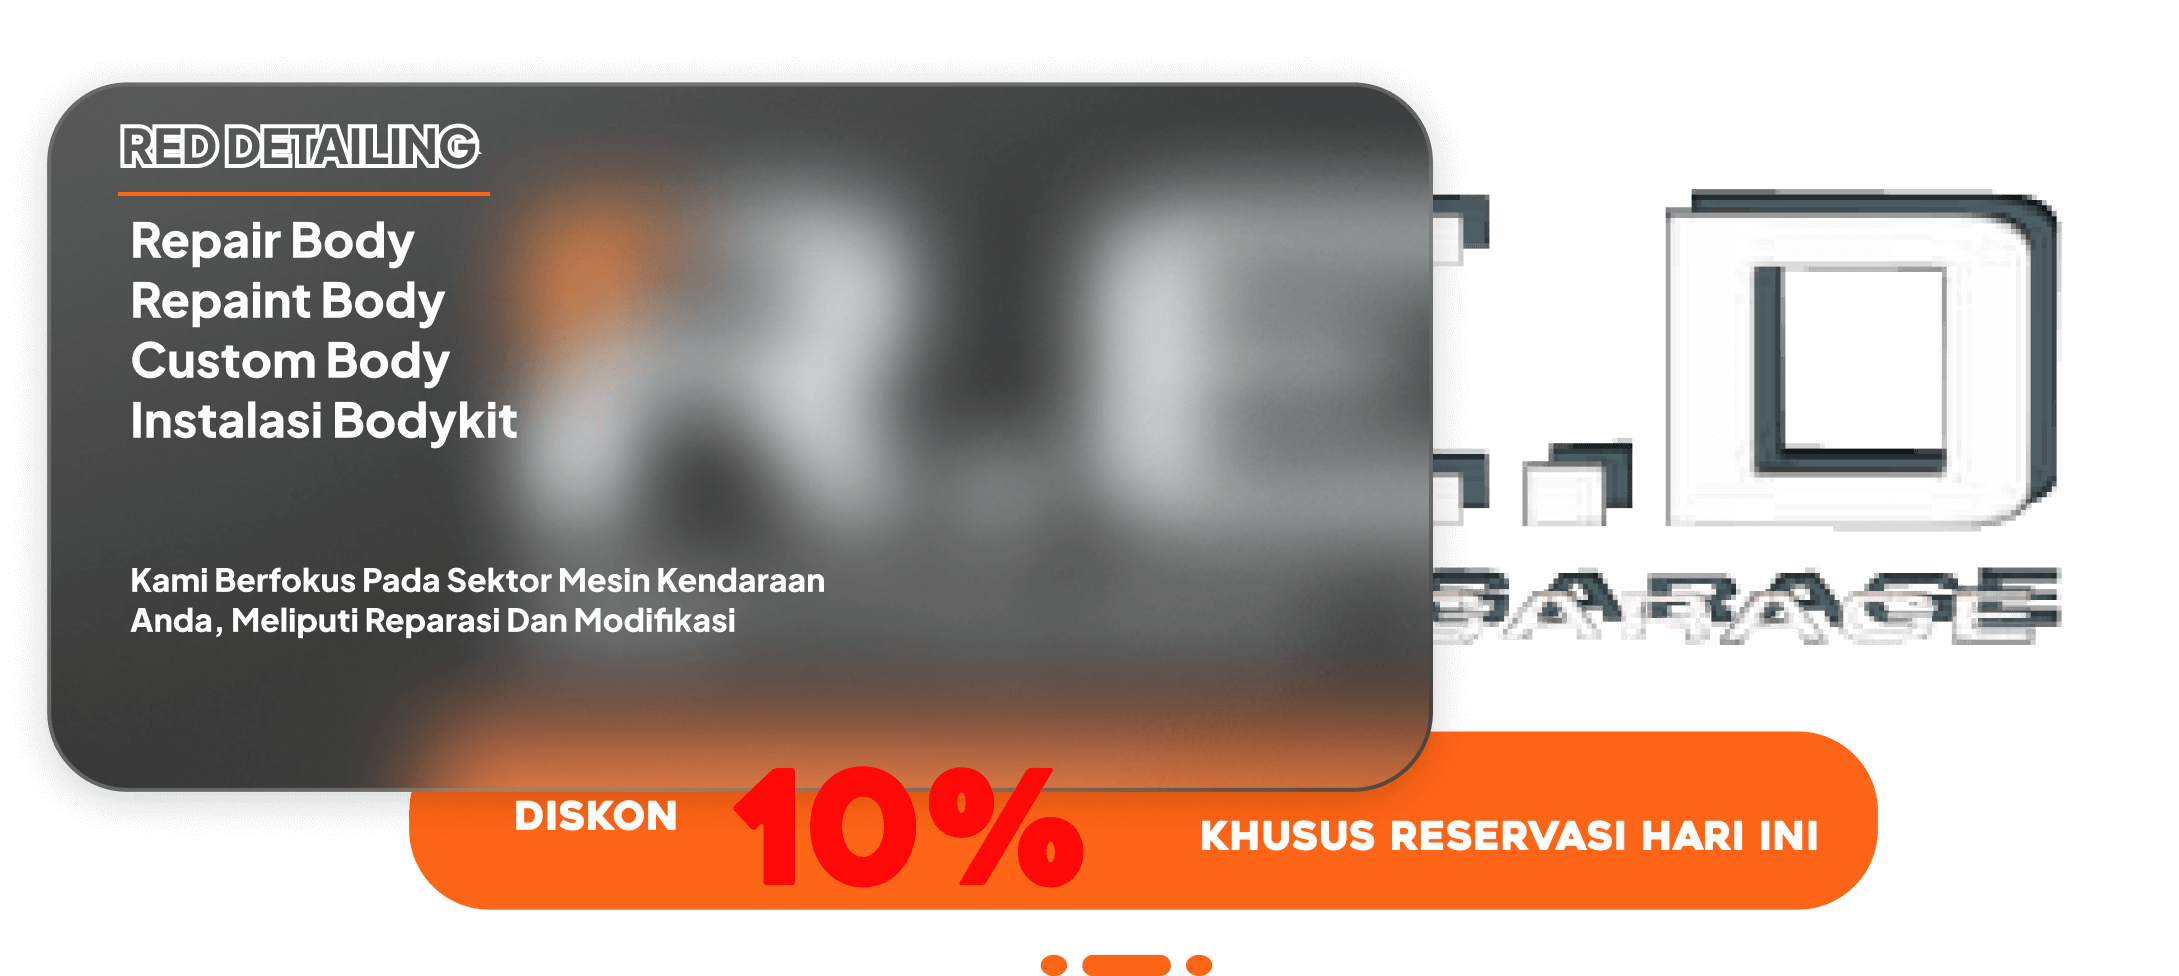 RED DETAILING
Repair Body
Repaint Body
Custom Body
Instalasi Bodykit
Kami Berfokus Pada Sektor Mesin Kendaraan
Anda, Meliputi Reparasi Dan Modifikasi
R.E.D
GARAGE
DISKON 10% KHUSUS RESERVASI HARI INI